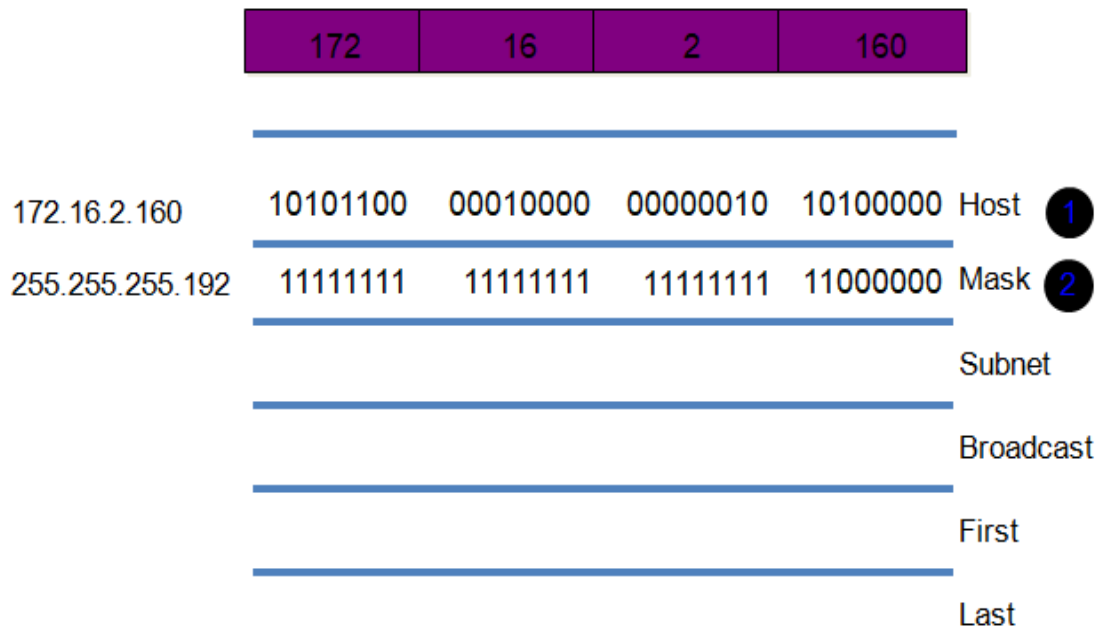 172 16 2 160
172.16.2.160 10101100 00010000 00000010 10100000 Host 1
255.255.255.192 11111111 11111111 11111111 11000000 Mask 2
Subnet
Broadcast
First
Last